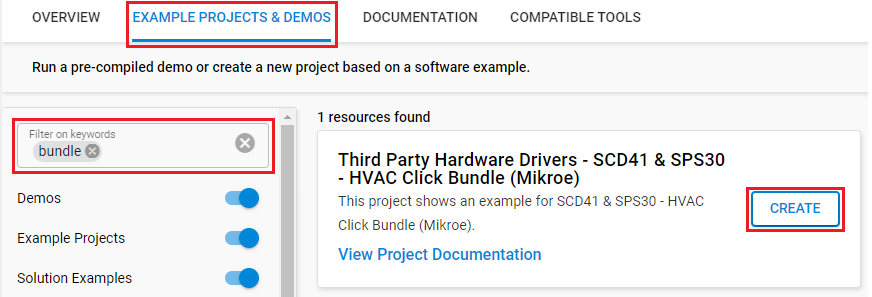 OVERVIEW EXAMPLE PROJECTS & DEMOS DOCUMENTATION COMPATIBLE TOOLS
Run a pre-compiled demo or create a new project based on a software example.
Filter on keywords
bundle
Demos
Example Projects
Solution Examples
1 resources found
Third Party Hardware Drivers - SCD41 & SPS30
- HVAC Click Bundle (Mikroe)
This project shows an example for SCD41 & SPS30 - HVAC
Click Bundle (Mikroe).
View Project Documentation
CREATE